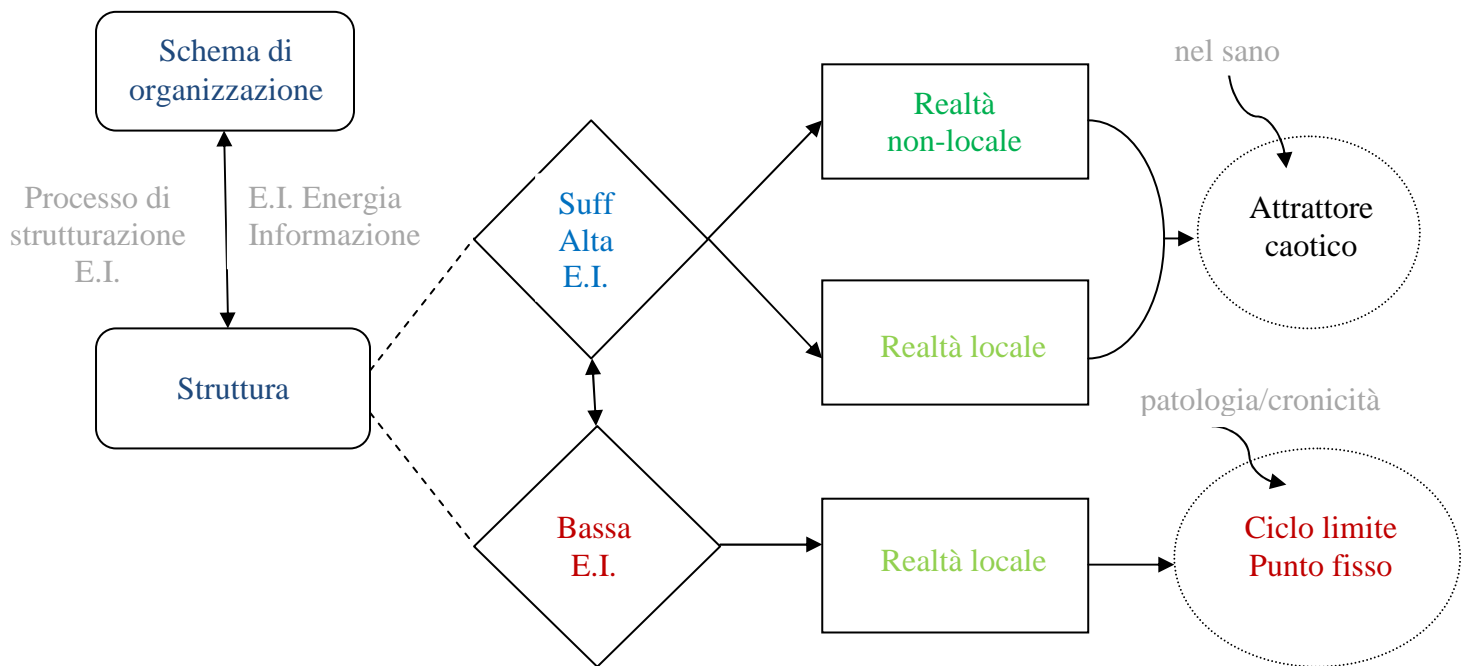 Schema di
organizzazione
Processo di
strutturazione
E.I.
E.I. Energia
Informazione
Struttura
Suff
Alta
E.I.
Bassa
E.I.
Realtà
non-locale
Realtà locale
Realtà locale
nel sano
Attrattore
caotico
patologia/cronicità
Ciclo limite
Punto fisso